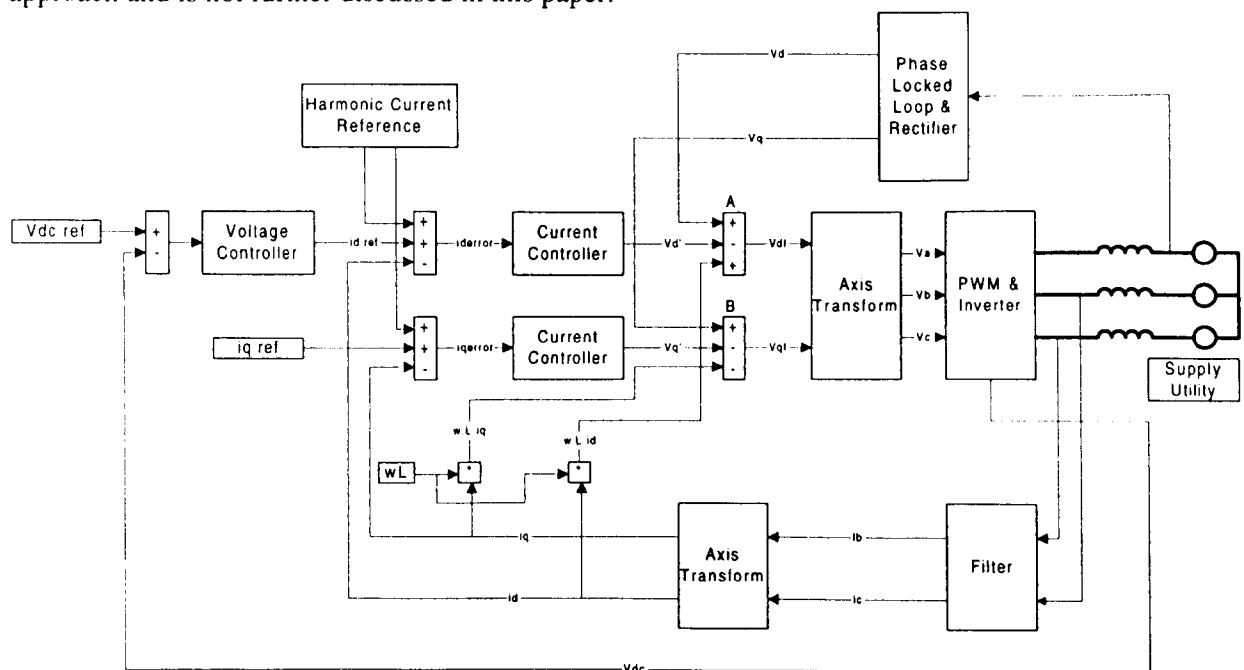 approach and is not further discussed in this paper.
Vd
Phase
Locked
Loop &
Rectifier
Harmonic Current
Reference
Vq
A
Vdc ref
+
-
Voltage
Controller
id ref
+
+
-
iderror
Current
Controller
Vd'
+
-
+
Vdl
Axis
Transform
Va
Vb
Vc
PWM &
Inverter
B
iq ref
+
+
-
iqerror
Current
Controller
Vq'
+
-
-
Vql
Supply
Utility
wL iq
wL id
wL
*
*
iq
id
Axis
Transform
Ib
Ic
Filter
Vdc